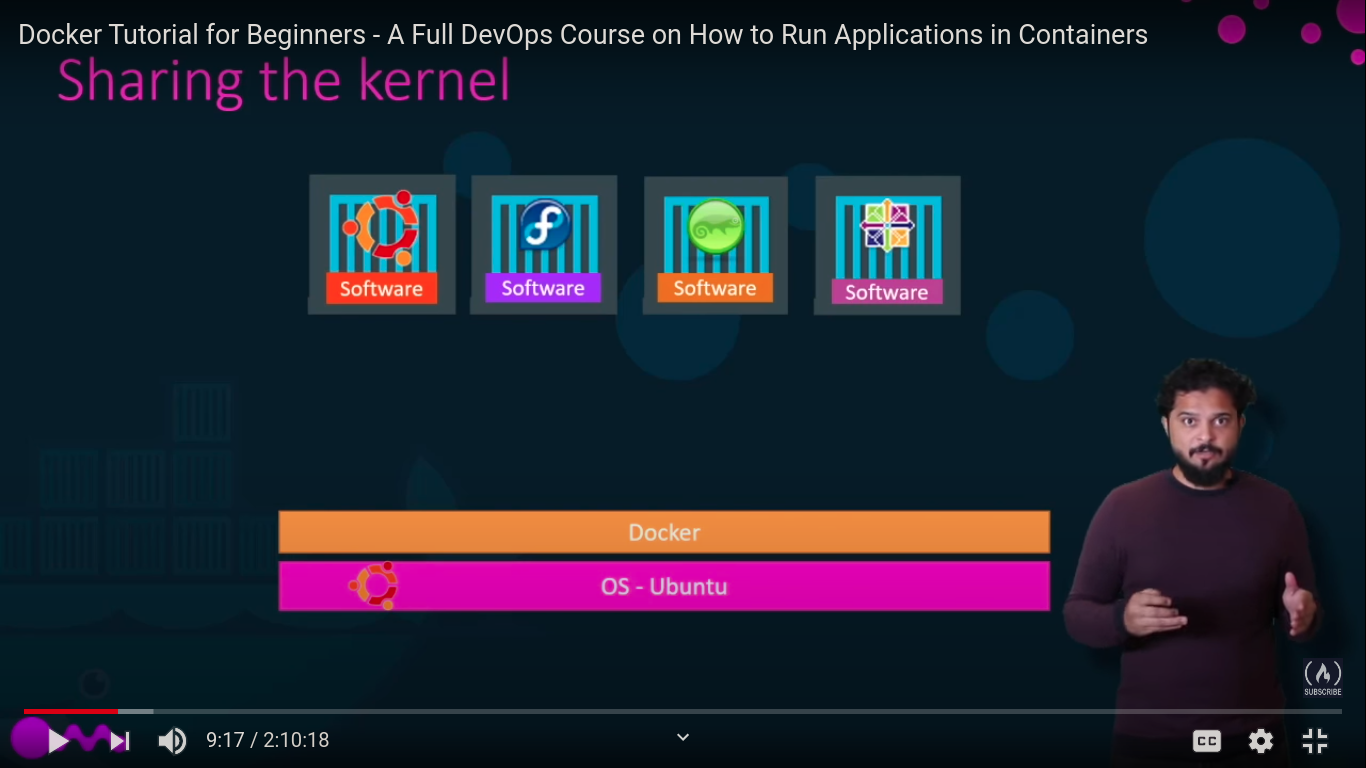 Docker Tutorial for Beginners - A Full DevOps Course on How to Run Applications in Containers
Sharing the kernel
Software
Software
Software
Software
Docker
OS - Ubuntu
SUBSCRIBE
9:17 / 2:10:18
CC